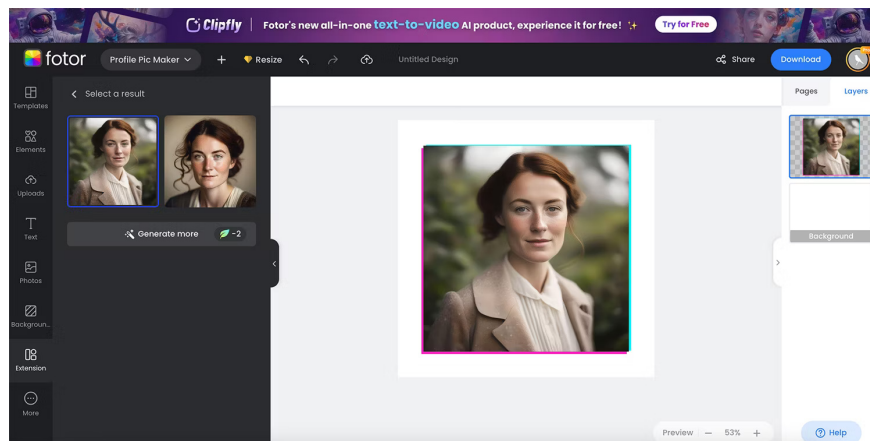 Clipfly | Fotor's new all-in-one text-to-video AI product, experience it for free! Try for Free
fotor Profile Pic Maker + Resize Untitled Design Share Download
Select a result
Pages Layers
Templates
Elements
Uploads
Text
Generate more -2
Background
Photos
Backgroun...
Extension
More
Preview — 53% + Help